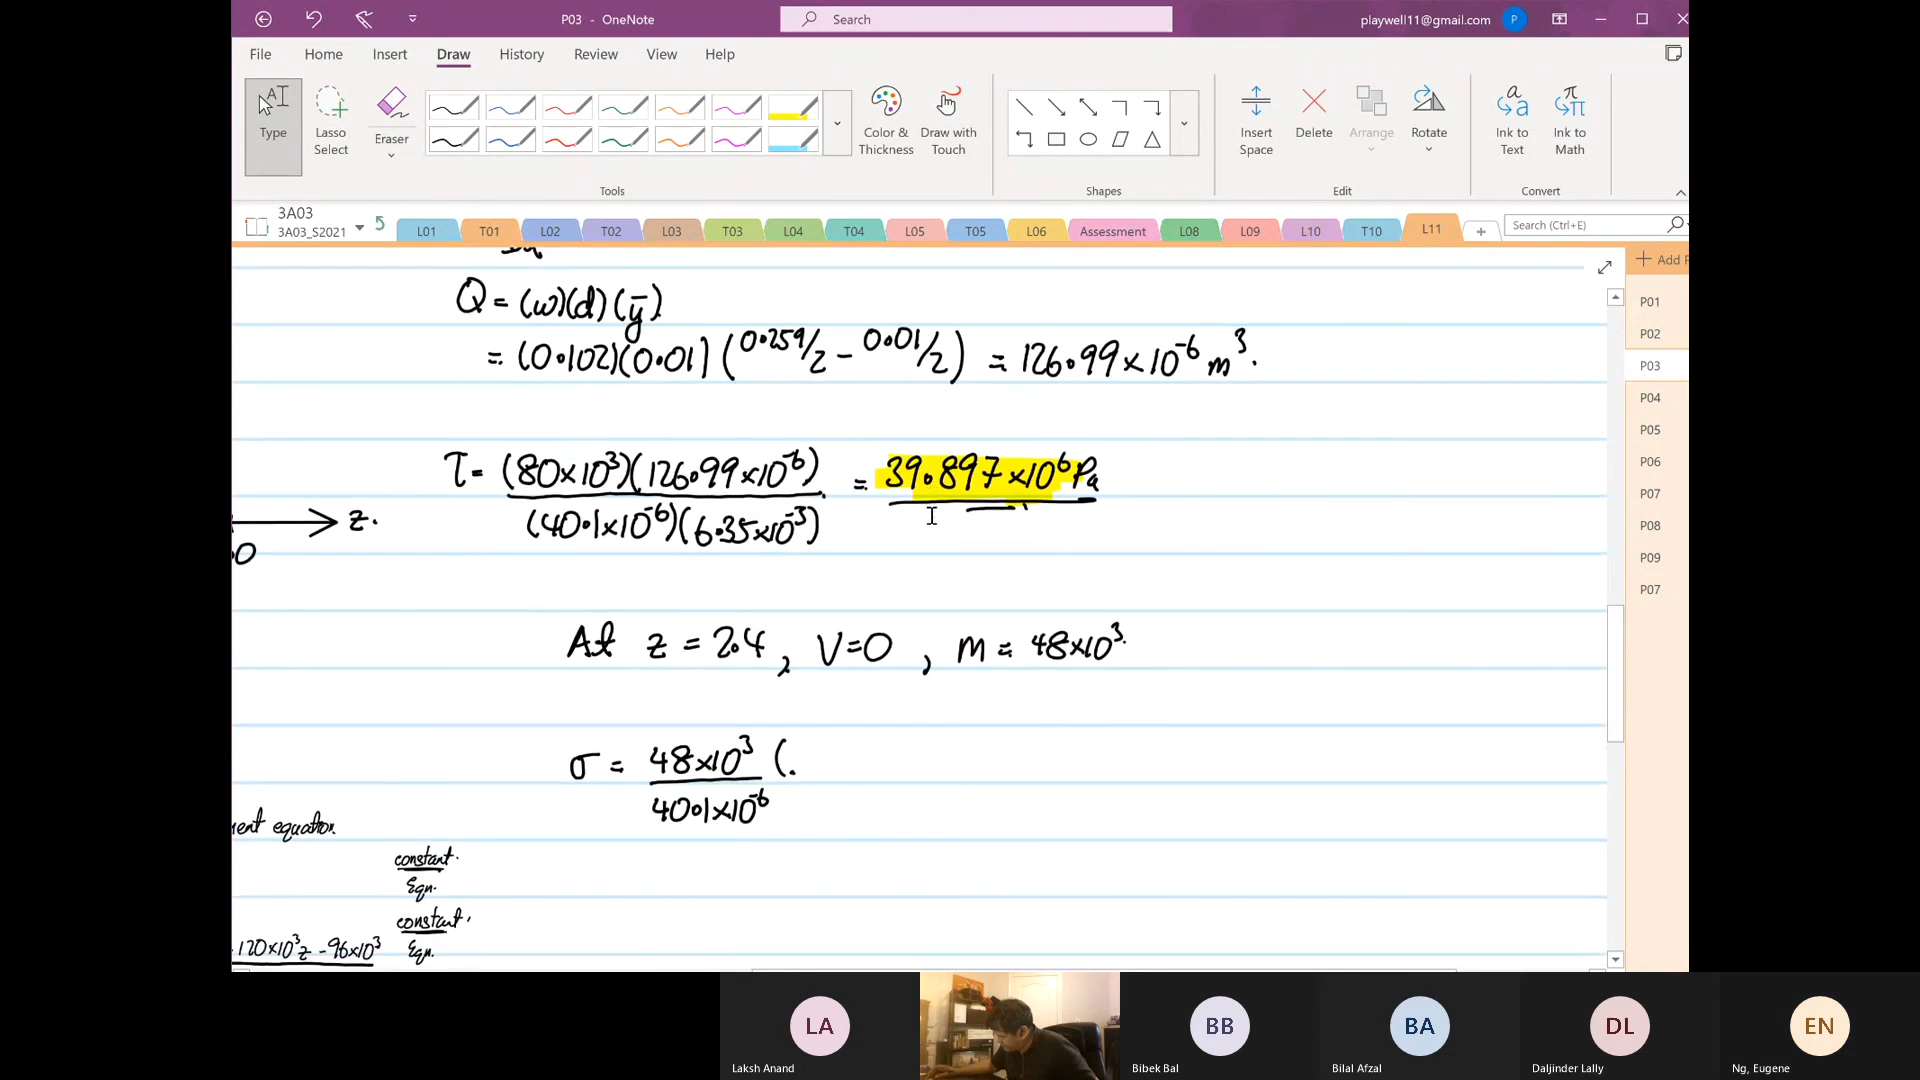 P03 - OneNote
Search
playwell11@gmail.com
P
File Home Insert Draw History Review View Help
Type
Lasso Select
Eraser
Color & Thickness
Draw with Touch
Insert Space
Delete
Arrange
Rotate
Ink to Text
Ink to Math
Tools
Shapes
Edit
Convert
3A03
3A03_S2021
L01 T01 L02 T02 L03 T03 L04 T04 L05 T05 L06 Assessment L08 L09 L10 T10 L11
Search (Ctrl+E)
Add P
P01
P02
P03
P04
P05
P06
P07
P08
P09
P07
Q = (w)(d)(ȳ)
= (0.102)(0.01)(0.259/2 - 0.01/2) = 126.99×10⁻⁶ m³.
τ = (80×10³)(126.99×10⁻⁶) = 39.897×10⁶ Pa
(40.1×10⁻⁶)(6.35×10⁻³)
z.
.0
At z = 2.4, V=0, m = 48×10³.
σ = 48×10³ (.
40.1×10⁻⁶
ment equation.
constant.
Eqn.
constant.
Eqn.
120×10³z - 96×10³
LA
Laksh Anand
BB
Bibek Bal
BA
Bilal Afzal
DL
Daljinder Lally
EN
Ng, Eugene